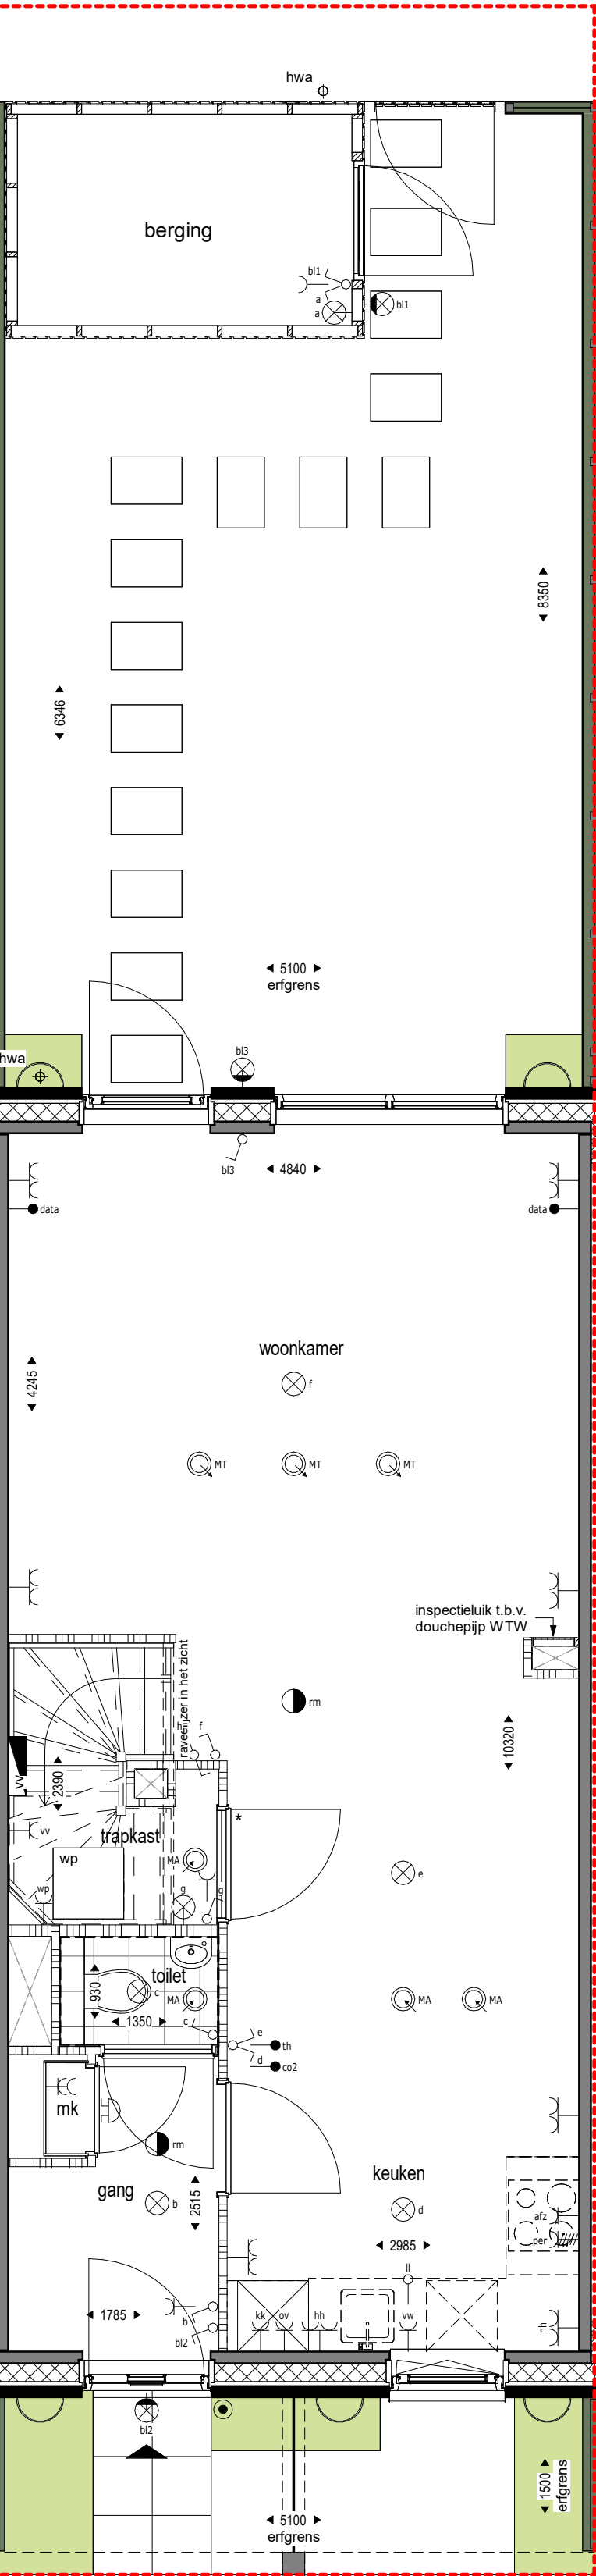 hwa
berging
bl1
a
a
bl1
8350
6346
5100
erfgrens
hwa
bl3
bl3
4840
data
data
woonkamer
f
4245
MT
MT
MT
inspectieluik t.b.v.
douchepijp WTW
raveelijzer in het zicht
rm
h
f
10320
vv
2390
vv
trapkast
*
wp
wp
MA
g
g
e
toilet
930
c
MA
1350
c
MA
MA
e
th
d
co2
mk
rm
gang
b
2515
keuken
d
afz
per
2985
ll
1785
b
bl2
kk
ov
hh
vw
hh
bl2
1500
erfgrens
5100
erfgrens